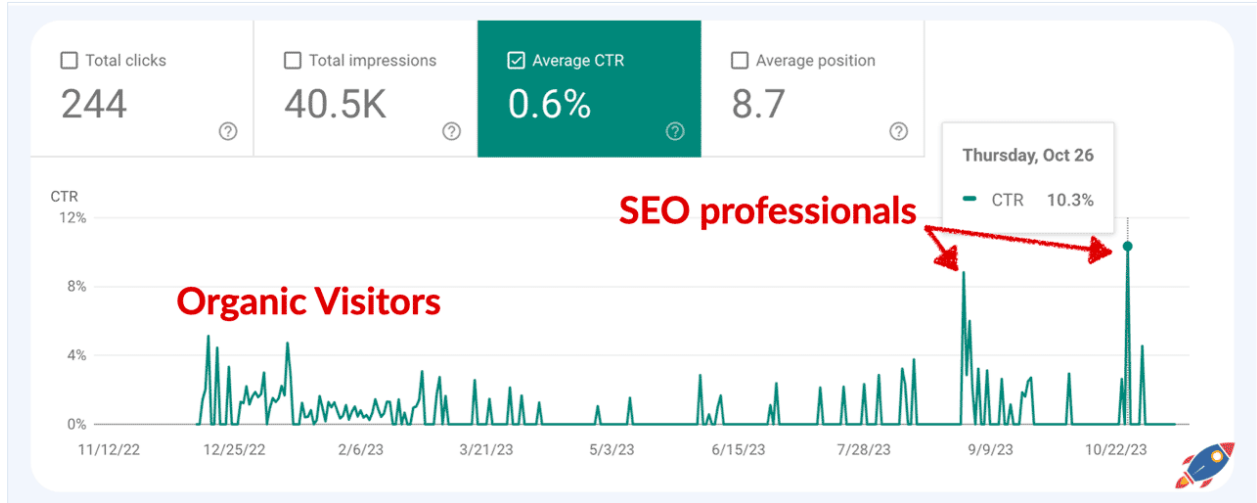 Total clicks
244
Total impressions
40.5K
Average CTR
0.6%
Average position
8.7
Thursday, Oct 26
CTR 10.3%
SEO professionals
Organic Visitors
CTR
12%
8%
4%
0%
11/12/22 12/25/22 2/6/23 3/21/23 5/3/23 6/15/23 7/28/23 9/9/23 10/22/23